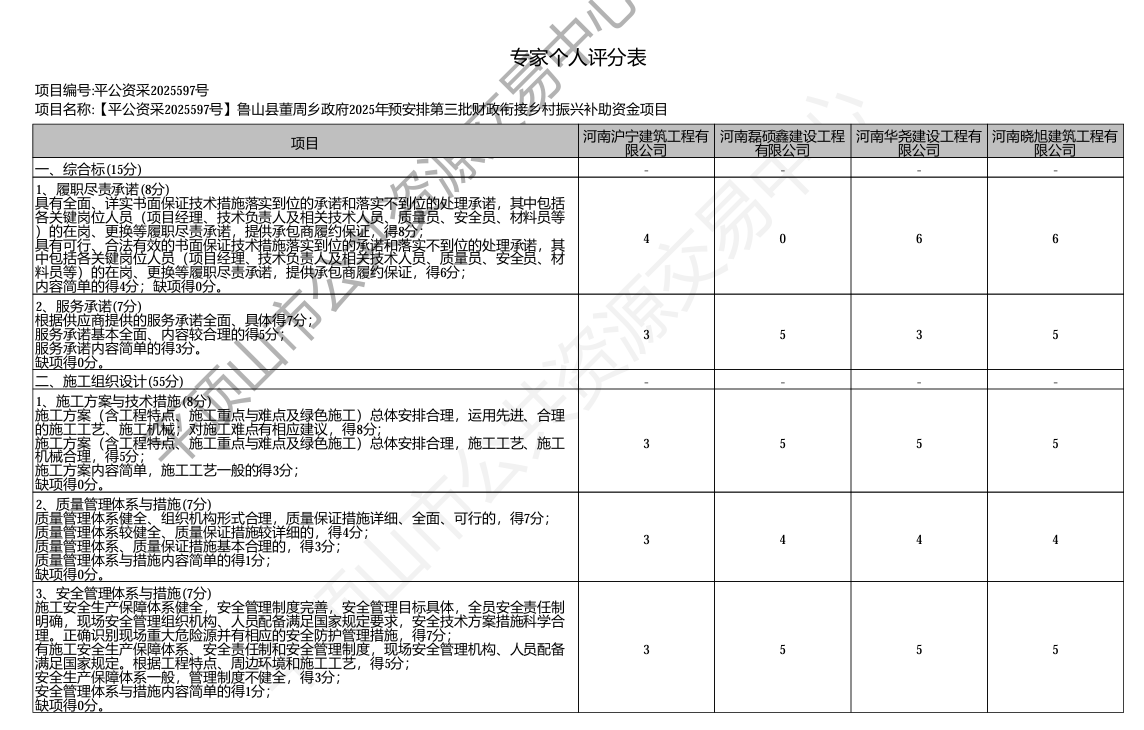 专家个人评分表
项目编号:平公资采2025597号
项目名称:【平公资采2025597号】鲁山县董周乡政府2025年预安排第三批财政衔接乡村振兴补助资金项目
项目 河南沪宁建筑工程有限公司 河南磊硕鑫建设工程有限公司 河南华尧建设工程有限公司 河南晓旭建筑工程有限公司
一、综合标(15分) - - - -
1、履职尽责承诺(8分)
具有全面、详实书面保证技术措施落实到位的承诺和落实不到位的处理承诺，其中包括
各关键岗位人员（项目经理、技术负责人及相关技术人员、质量员、安全员、材料员等
）的在岗、更换等履职尽责承诺，提供承包商履约保证，得8分；
具有可行、合法有效的书面保证技术措施落实到位的承诺和落实不到位的处理承诺，其
中包括各关键岗位人员（项目经理、技术负责人及相关技术人员、质量员、安全员、材
料员等）的在岗、更换等履职尽责承诺，提供承包商履约保证，得6分；
内容简单的得4分；缺项得0分。
4 0 6 6
2、服务承诺(7分)
根据供应商提供的服务承诺全面、具体得7分；
服务承诺基本全面、内容较合理的得5分；
服务承诺内容简单的得3分。
缺项得0分。
3 5 3 5
二、施工组织设计(55分) - - - -
1、施工方案与技术措施(8分)
施工方案（含工程特点、施工重点与难点及绿色施工）总体安排合理，运用先进、合理
的施工工艺、施工机械；对施工难点有相应建议，得8分；
施工方案（含工程特点、施工重点与难点及绿色施工）总体安排合理，施工工艺、施工
机械合理，得5分；
施工方案内容简单，施工工艺一般的得3分；
缺项得0分。
3 5 5 5
2、质量管理体系与措施(7分)
质量管理体系健全、组织机构形式合理，质量保证措施详细、全面、可行的，得7分；
质量管理体系较健全、质量保证措施较详细的，得4分；
质量管理体系、质量保证措施基本合理的，得3分；
质量管理体系与措施内容简单的得1分；
缺项得0分。
3 4 4 4
3、安全管理体系与措施(7分)
施工安全生产保障体系健全，安全管理制度完善，安全管理目标具体，全员安全责任制
明确，现场安全管理组织机构、人员配备满足国家规定要求，安全技术方案措施科学合
理。正确识别现场重大危险源并有相应的安全防护管理措施，得7分；
有施工安全生产保障体系、安全责任制和安全管理制度，现场安全管理机构、人员配备
满足国家规定。根据工程特点、周边环境和施工工艺，得5分；
安全生产保障体系一般，管理制度不健全，得3分；
安全管理体系与措施内容简单的得1分；
缺项得0分。
3 5 5 5
平顶山市公共资源交易中心
顶山市公共资源交易中心